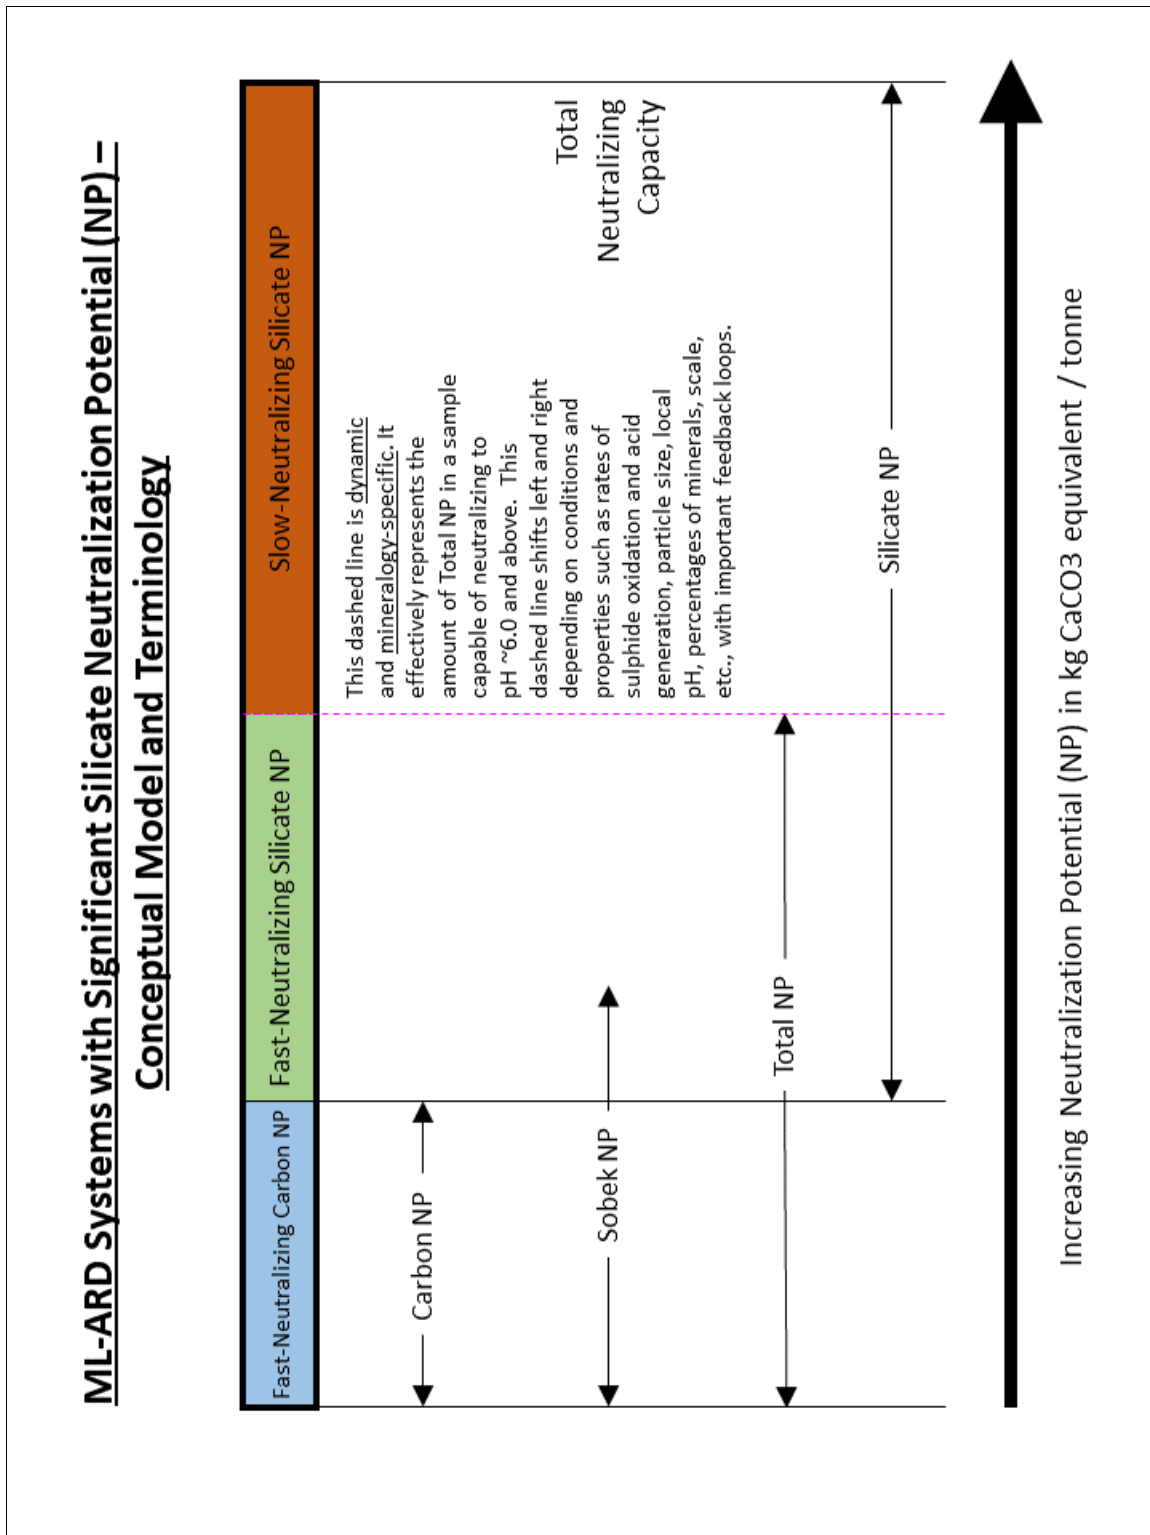 ML-ARD Systems with Significant Silicate Neutralization Potential (NP) –
Conceptual Model and Terminology
Fast-Neutralizing Carbon NP
Fast-Neutralizing Silicate NP
Slow-Neutralizing Silicate NP
This dashed line is dynamic
and mineralogy-specific. It
effectively represents the
amount of Total NP in a sample
capable of neutralizing to
pH ~6.0 and above. This
dashed line shifts left and right
depending on conditions and
properties such as rates of
sulphide oxidation and acid
generation, particle size, local
pH, percentages of minerals, scale,
etc., with important feedback loops.
Total
Neutralizing
Capacity
Carbon NP
Sobek NP
Total NP
Silicate NP
Increasing Neutralization Potential (NP) in kg CaCO3 equivalent / tonne